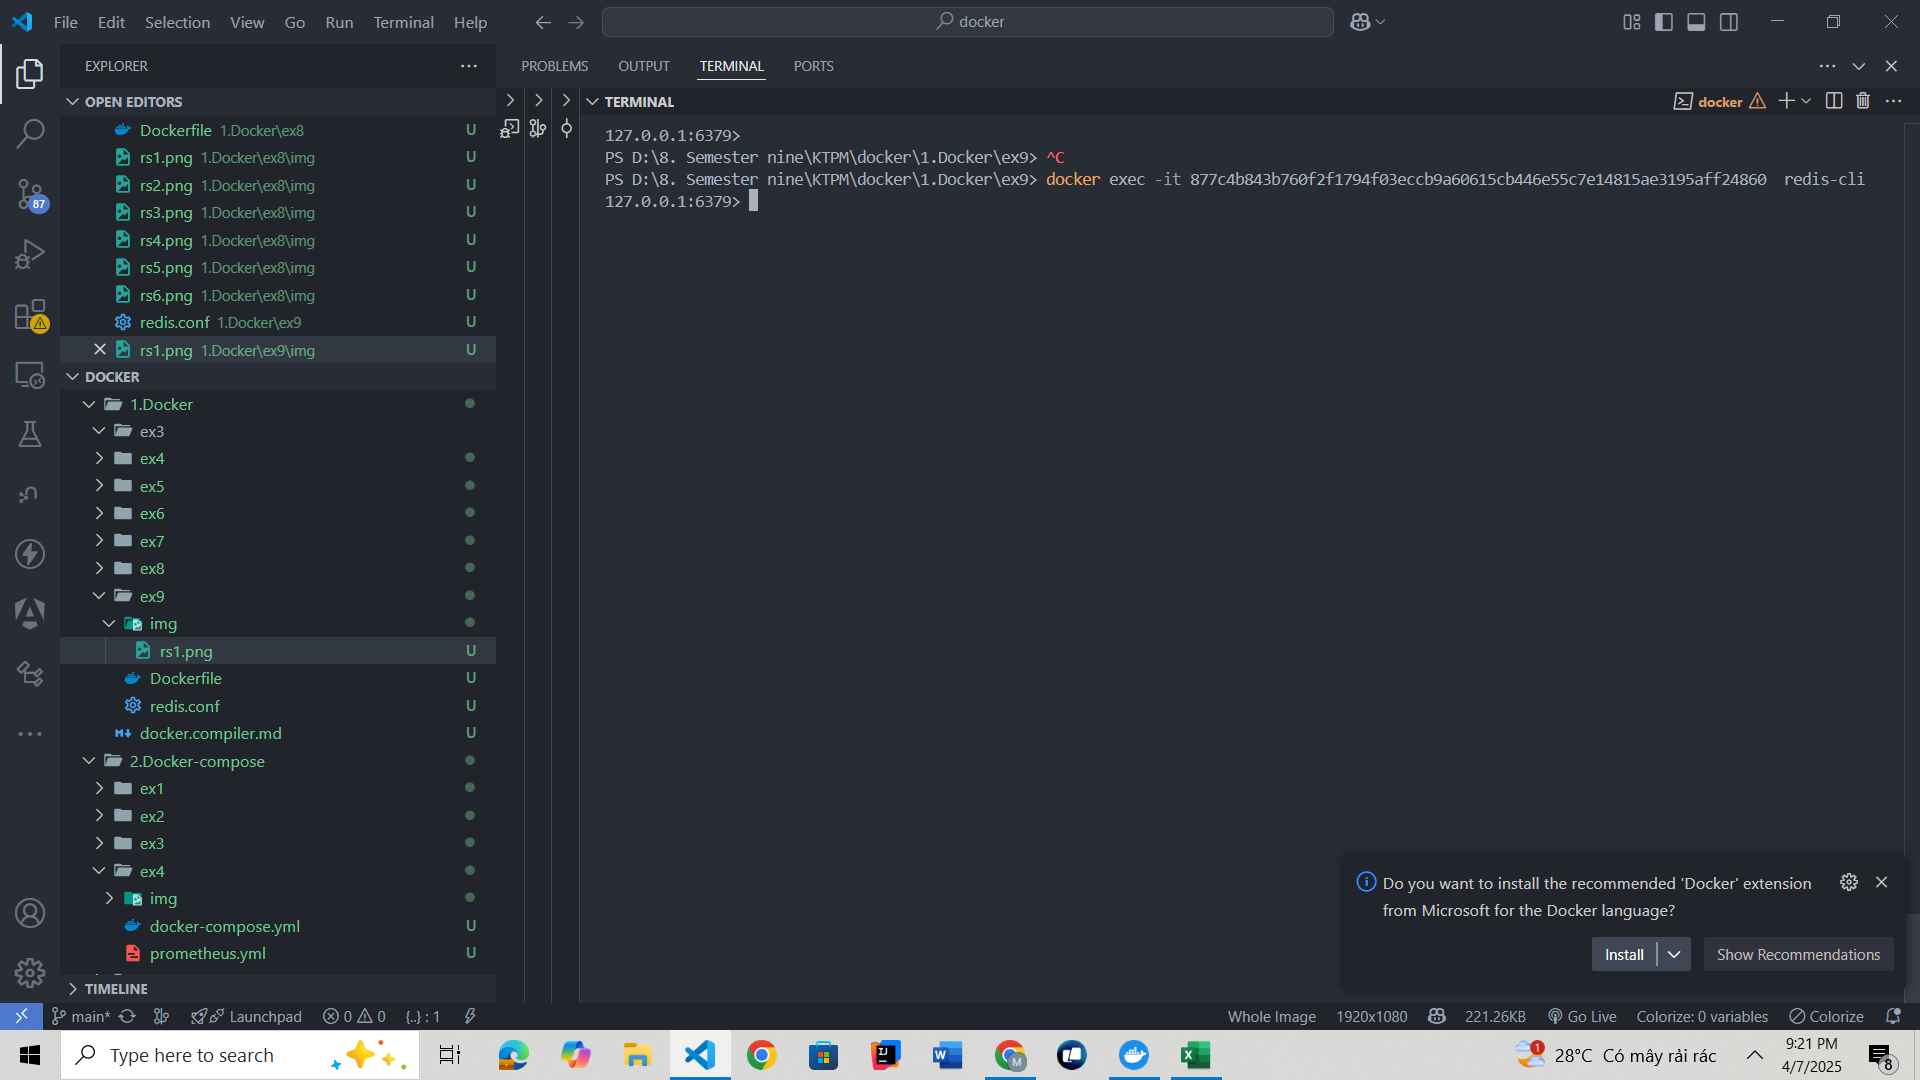 File Edit Selection View Go Run Terminal Help
docker
EXPLORER
OPEN EDITORS
Dockerfile 1.Docker\ex8 U
rs1.png 1.Docker\ex8\img U
rs2.png 1.Docker\ex8\img U
rs3.png 1.Docker\ex8\img U
rs4.png 1.Docker\ex8\img U
rs5.png 1.Docker\ex8\img U
rs6.png 1.Docker\ex8\img U
redis.conf 1.Docker\ex9 U
rs1.png 1.Docker\ex9\img U
DOCKER
1.Docker
ex3
ex4
ex5
ex6
ex7
ex8
ex9
img
rs1.png U
Dockerfile U
redis.conf U
docker.compiler.md U
2.Docker-compose
ex1
ex2
ex3
ex4
img
docker-compose.yml U
prometheus.yml U
TIMELINE
87
PROBLEMS OUTPUT TERMINAL PORTS
TERMINAL
docker
127.0.0.1:6379>
PS D:\8. Semester nine\KTPM\docker\1.Docker\ex9> ^C
PS D:\8. Semester nine\KTPM\docker\1.Docker\ex9> docker exec -it 877c4b843b760f2f1794f03eccb9a60615cb446e55c7e14815ae3195aff24860 redis-cli
127.0.0.1:6379>
Do you want to install the recommended 'Docker' extension
from Microsoft for the Docker language?
Install Show Recommendations
main* Launchpad 0 0 {..} : 1 Whole Image 1920x1080 221.26KB Go Live Colorize: 0 variables Colorize
Type here to search
1 28°C Có mây rải rác
9:21 PM
4/7/2025
8